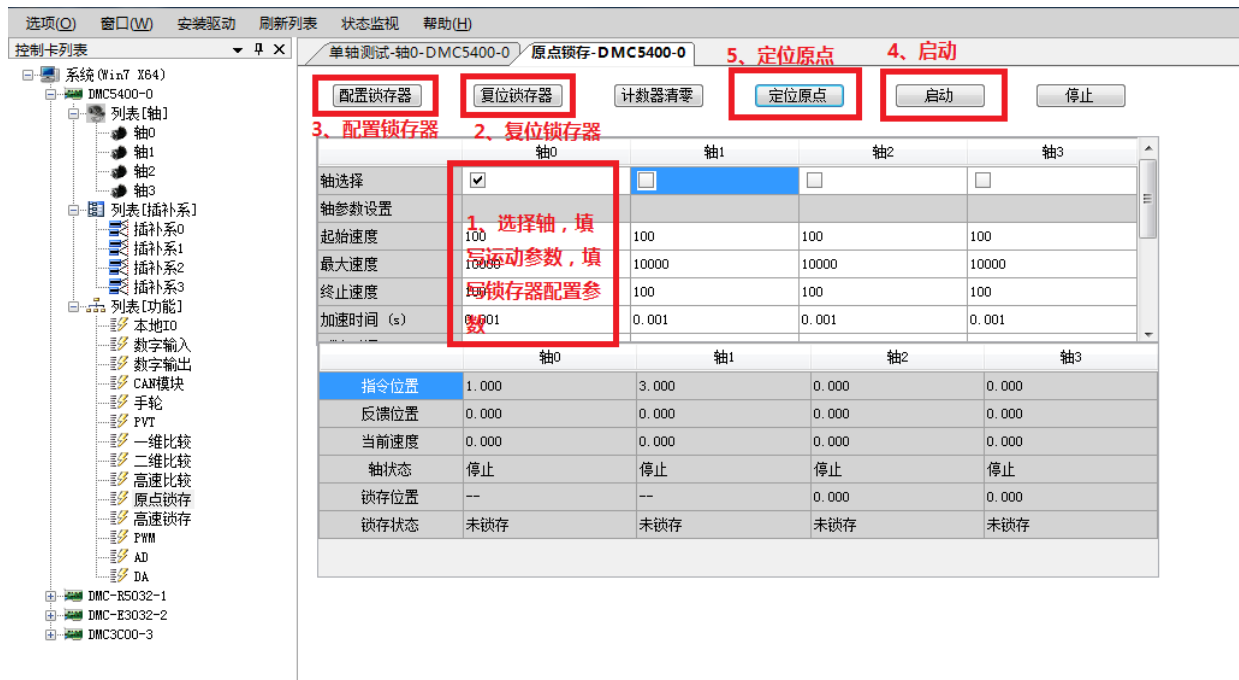 选项(O) 窗口(W) 安装驱动 刷新列表 状态监视 帮助(H)
控制卡列表
单轴测试-轴0-DMC5400-0 原点锁存-DMC5400-0
5、定位原点 4、启动
系统(Win7 X64)
DMC5400-0
列表[轴]
轴0
轴1
轴2
轴3
列表[插补系]
插补系0
插补系1
插补系2
插补系3
列表[功能]
本地IO
数字输入
数字输出
CAN模块
手轮
PVT
一维比较
二维比较
高速比较
原点锁存
高速锁存
PWM
AD
DA
DMC-R5032-1
DMC-E3032-2
DMC3C00-3
配置锁存器 复位锁存器 计数器清零 定位原点 启动 停止
3、配置锁存器 2、复位锁存器
轴0 轴1 轴2 轴3
轴选择
轴参数设置
起始速度 100 100 100 100
最大速度 10000 10000 10000 10000
终止速度 100 100 100 100
加速时间 (s) 0.001 0.001 0.001 0.001
1、选择轴，填
写运动参数，填
写锁存器配置参
数
轴0 轴1 轴2 轴3
指令位置 1.000 3.000 0.000 0.000
反馈位置 0.000 0.000 0.000 0.000
当前速度 0.000 0.000 0.000 0.000
轴状态 停止 停止 停止 停止
锁存位置 -- -- 0.000 0.000
锁存状态 未锁存 未锁存 未锁存 未锁存